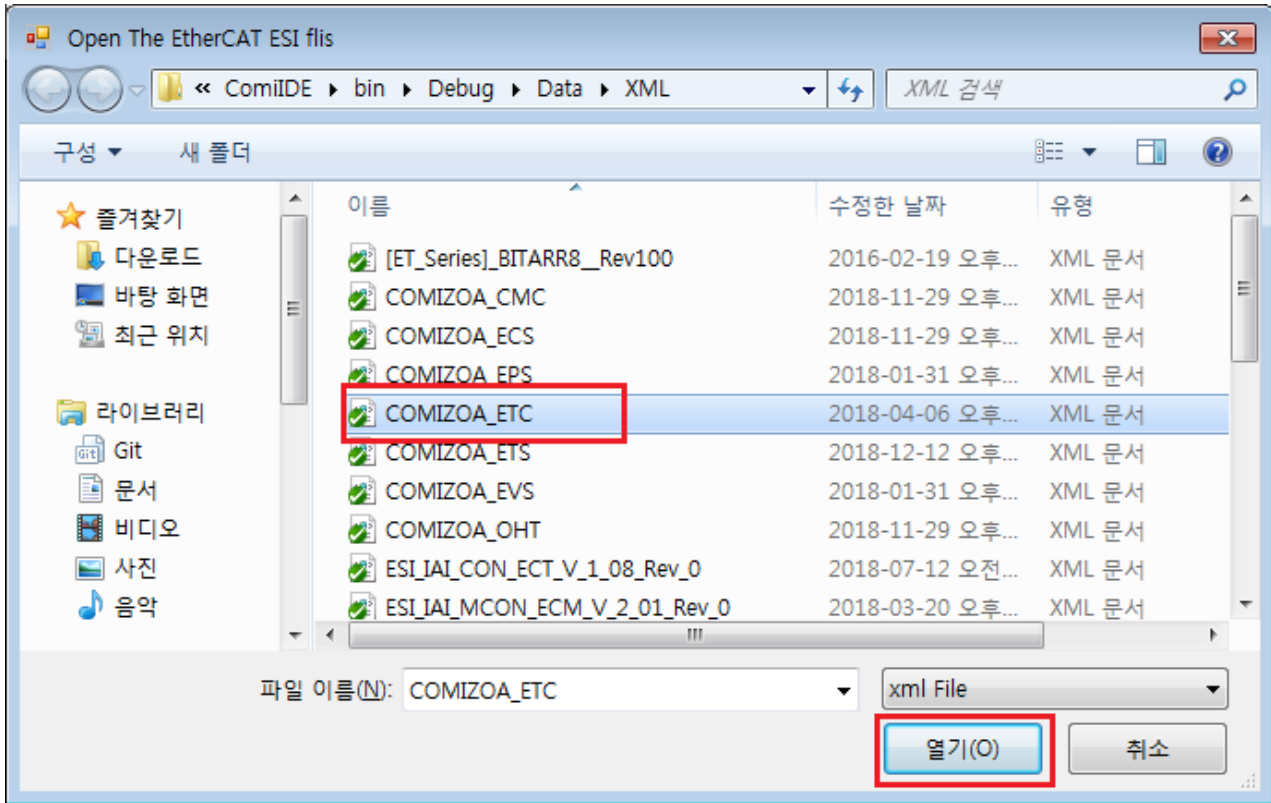 Open The EtherCAT ESI flis
« ComiIDE ▸ bin ▸ Debug ▸ Data ▸ XML
XML 검색
구성 새 폴더
즐겨찾기
다운로드
바탕 화면
최근 위치
라이브러리
Git
문서
비디오
사진
음악
이름 수정한 날짜 유형
[ET_Series]_BITARR8__Rev100 2016-02-19 오후... XML 문서
COMIZOA_CMC 2018-11-29 오후... XML 문서
COMIZOA_ECS 2018-11-29 오후... XML 문서
COMIZOA_EPS 2018-01-31 오후... XML 문서
COMIZOA_ETC 2018-04-06 오후... XML 문서
COMIZOA_ETS 2018-12-12 오후... XML 문서
COMIZOA_EVS 2018-01-31 오후... XML 문서
COMIZOA_OHT 2018-11-29 오후... XML 문서
ESI_IAI_CON_ECT_V_1_08_Rev_0 2018-07-12 오전... XML 문서
ESI_IAI_MCON_ECM_V_2_01_Rev_0 2018-03-20 오후... XML 문서
파일 이름(N): COMIZOA_ETC xml File
열기(O) 취소